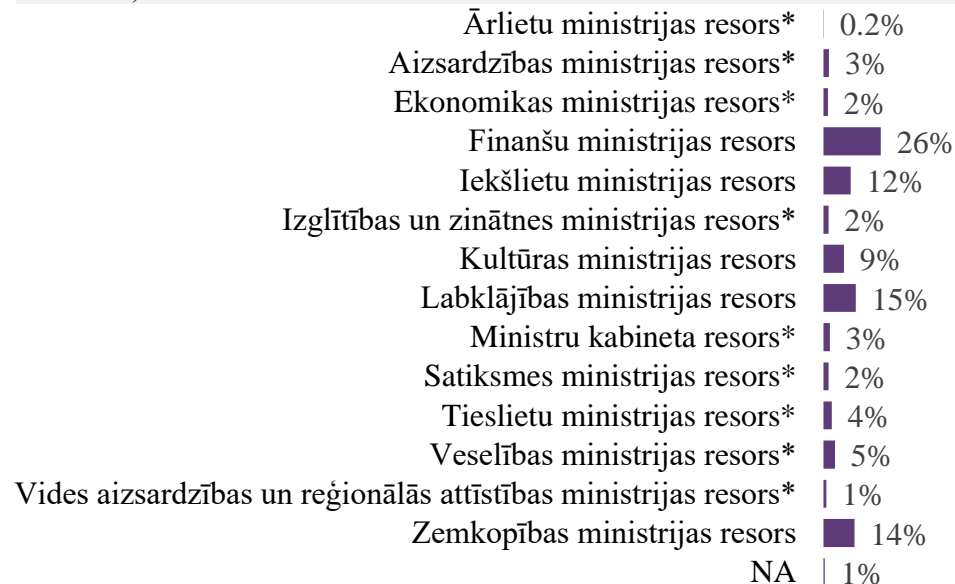 Ārlietu ministrijas resors* 0.2%
Aizsardzības ministrijas resors* 3%
Ekonomikas ministrijas resors* 2%
Finanšu ministrijas resors 26%
Iekšlietu ministrijas resors 12%
Izglītības un zinātnes ministrijas resors* 2%
Kultūras ministrijas resors 9%
Labklājības ministrijas resors 15%
Ministru kabineta resors* 3%
Satiksmes ministrijas resors* 2%
Tieslietu ministrijas resors* 4%
Veselības ministrijas resors* 5%
Vides aizsardzības un reģionālās attīstības ministrijas resors* 1%
Zemkopības ministrijas resors 14%
NA 1%